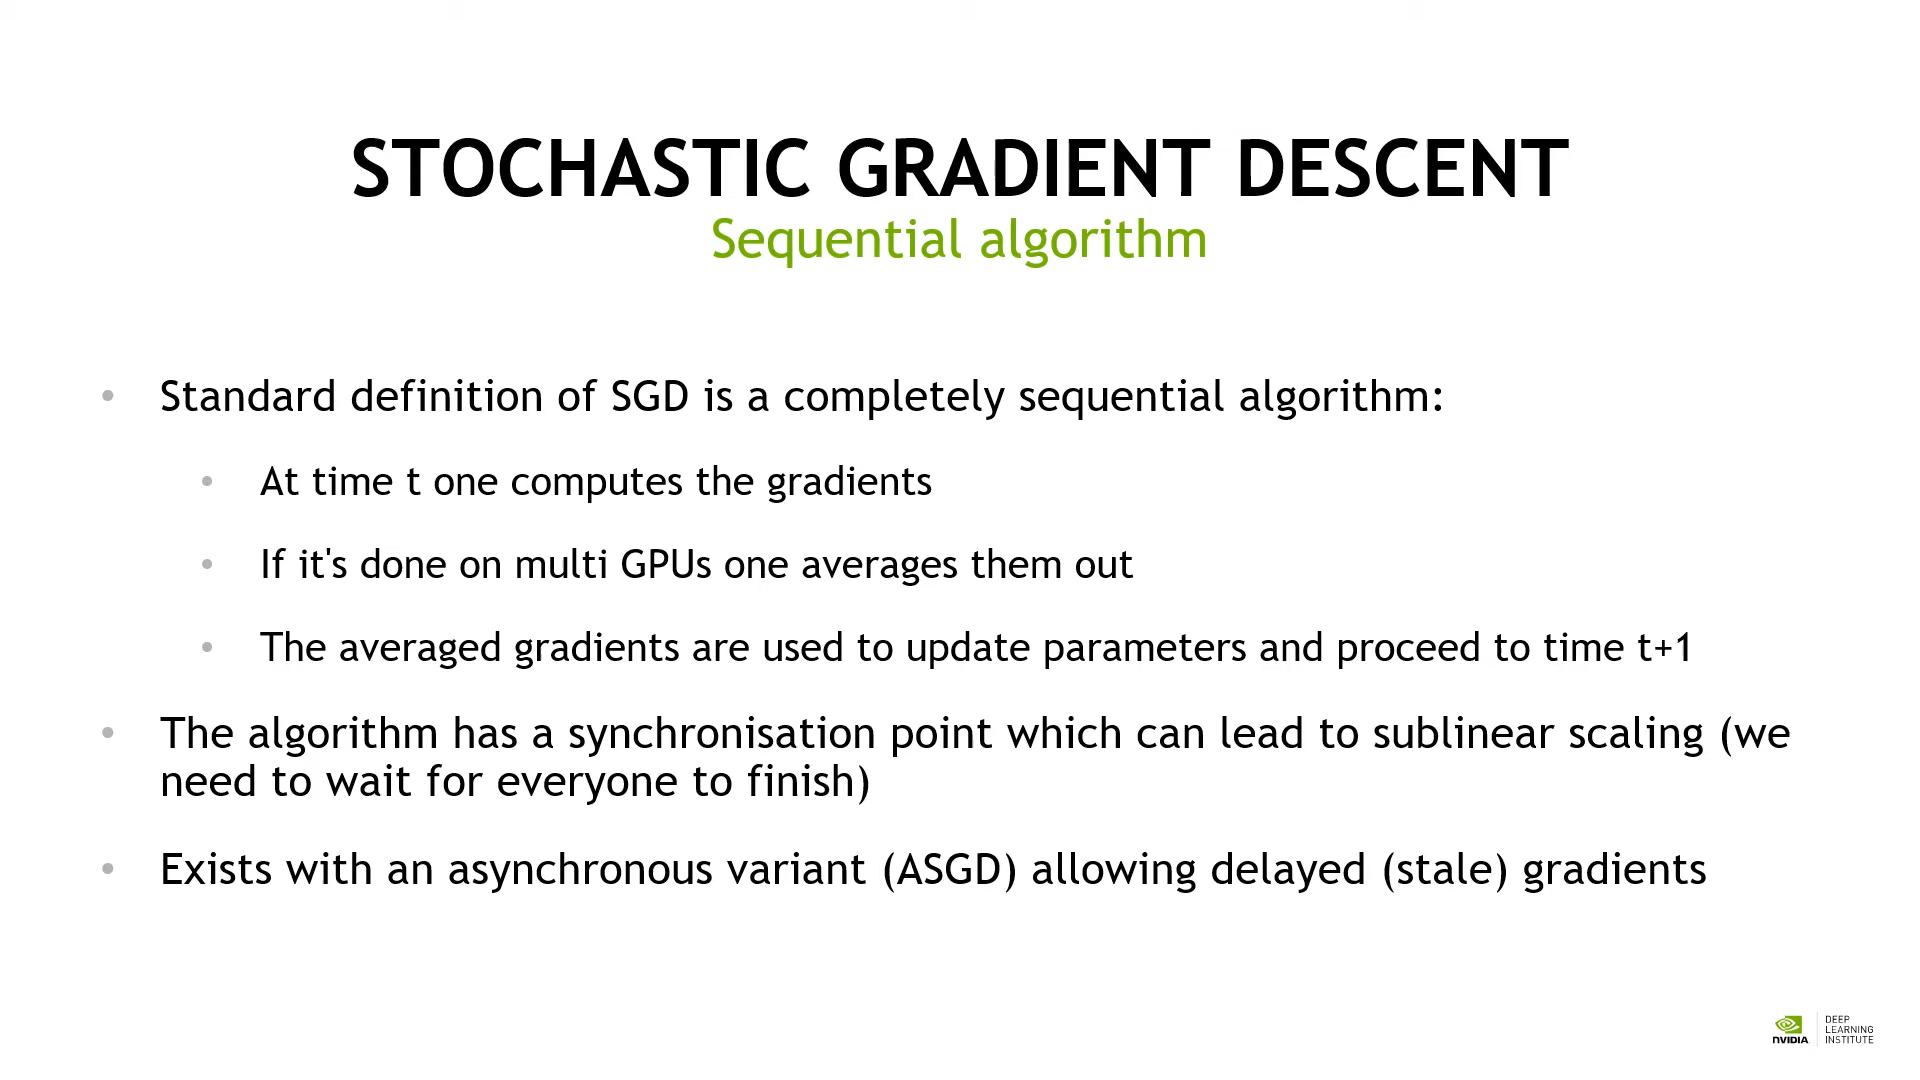 STOCHASTIC GRADIENT DESCENT
Sequential algorithm
• Standard definition of SGD is a completely sequential algorithm:
• At time t one computes the gradients
• If it's done on multi GPUs one averages them out
• The averaged gradients are used to update parameters and proceed to time t+1
• The algorithm has a synchronisation point which can lead to sublinear scaling (we
need to wait for everyone to finish)
• Exists with an asynchronous variant (ASGD) allowing delayed (stale) gradients
NVIDIA
DEEP
LEARNING
INSTITUTE